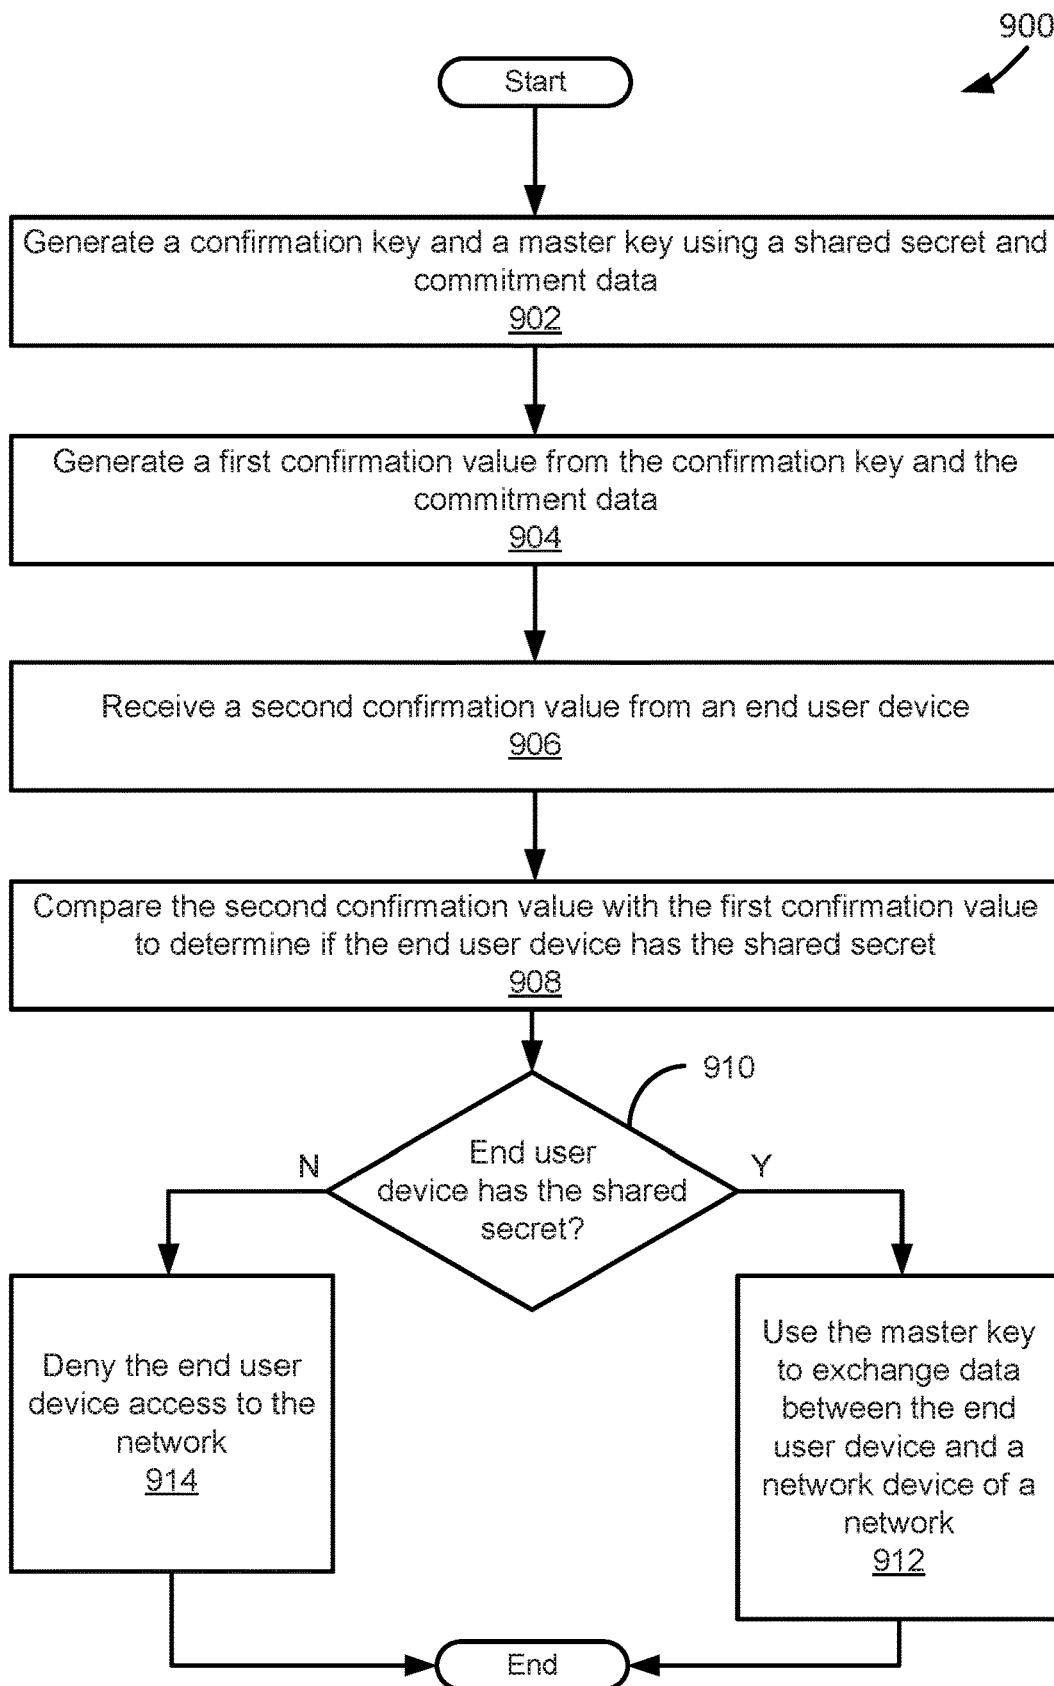 900
Start
Generate a confirmation key and a master key using a shared secret and
commitment data
902
Generate a first confirmation value from the confirmation key and the
commitment data
904
Receive a second confirmation value from an end user device
906
Compare the second confirmation value with the first confirmation value
to determine if the end user device has the shared secret
908
910
End user
device has the shared
secret?
N
Y
Deny the end user
device access to the
network
914
Use the master key
to exchange data
between the end
user device and a
network device of a
network
912
End